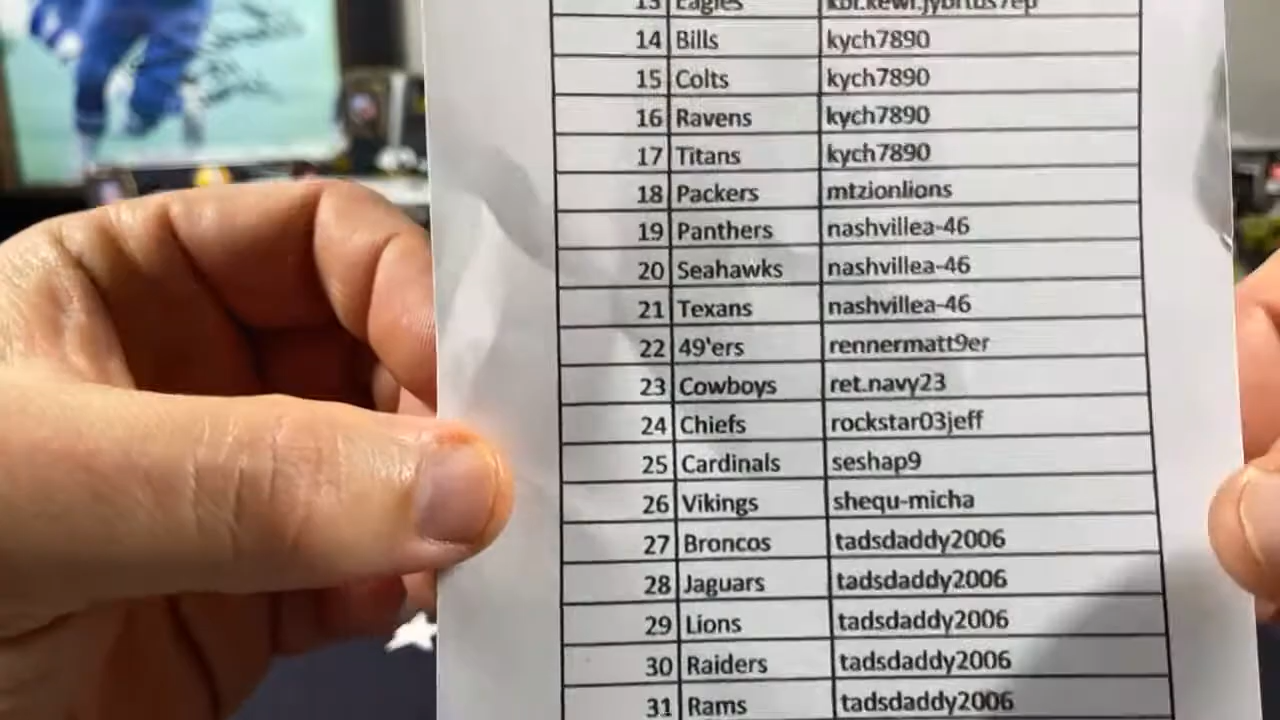 13 Eagles
14 Bills kych7890
15 Colts kych7890
16 Ravens kych7890
17 Titans kych7890
18 Packers mtzionlions
19 Panthers nashvillea-46
20 Seahawks nashvillea-46
21 Texans nashvillea-46
22 49'ers rennermatt9er
23 Cowboys ret.navy23
24 Chiefs rockstar03jeff
25 Cardinals seshap9
26 Vikings shequ-micha
27 Broncos tadsdaddy2006
28 Jaguars tadsdaddy2006
29 Lions tadsdaddy2006
30 Raiders tadsdaddy2006
31 Rams tadsdaddy2006